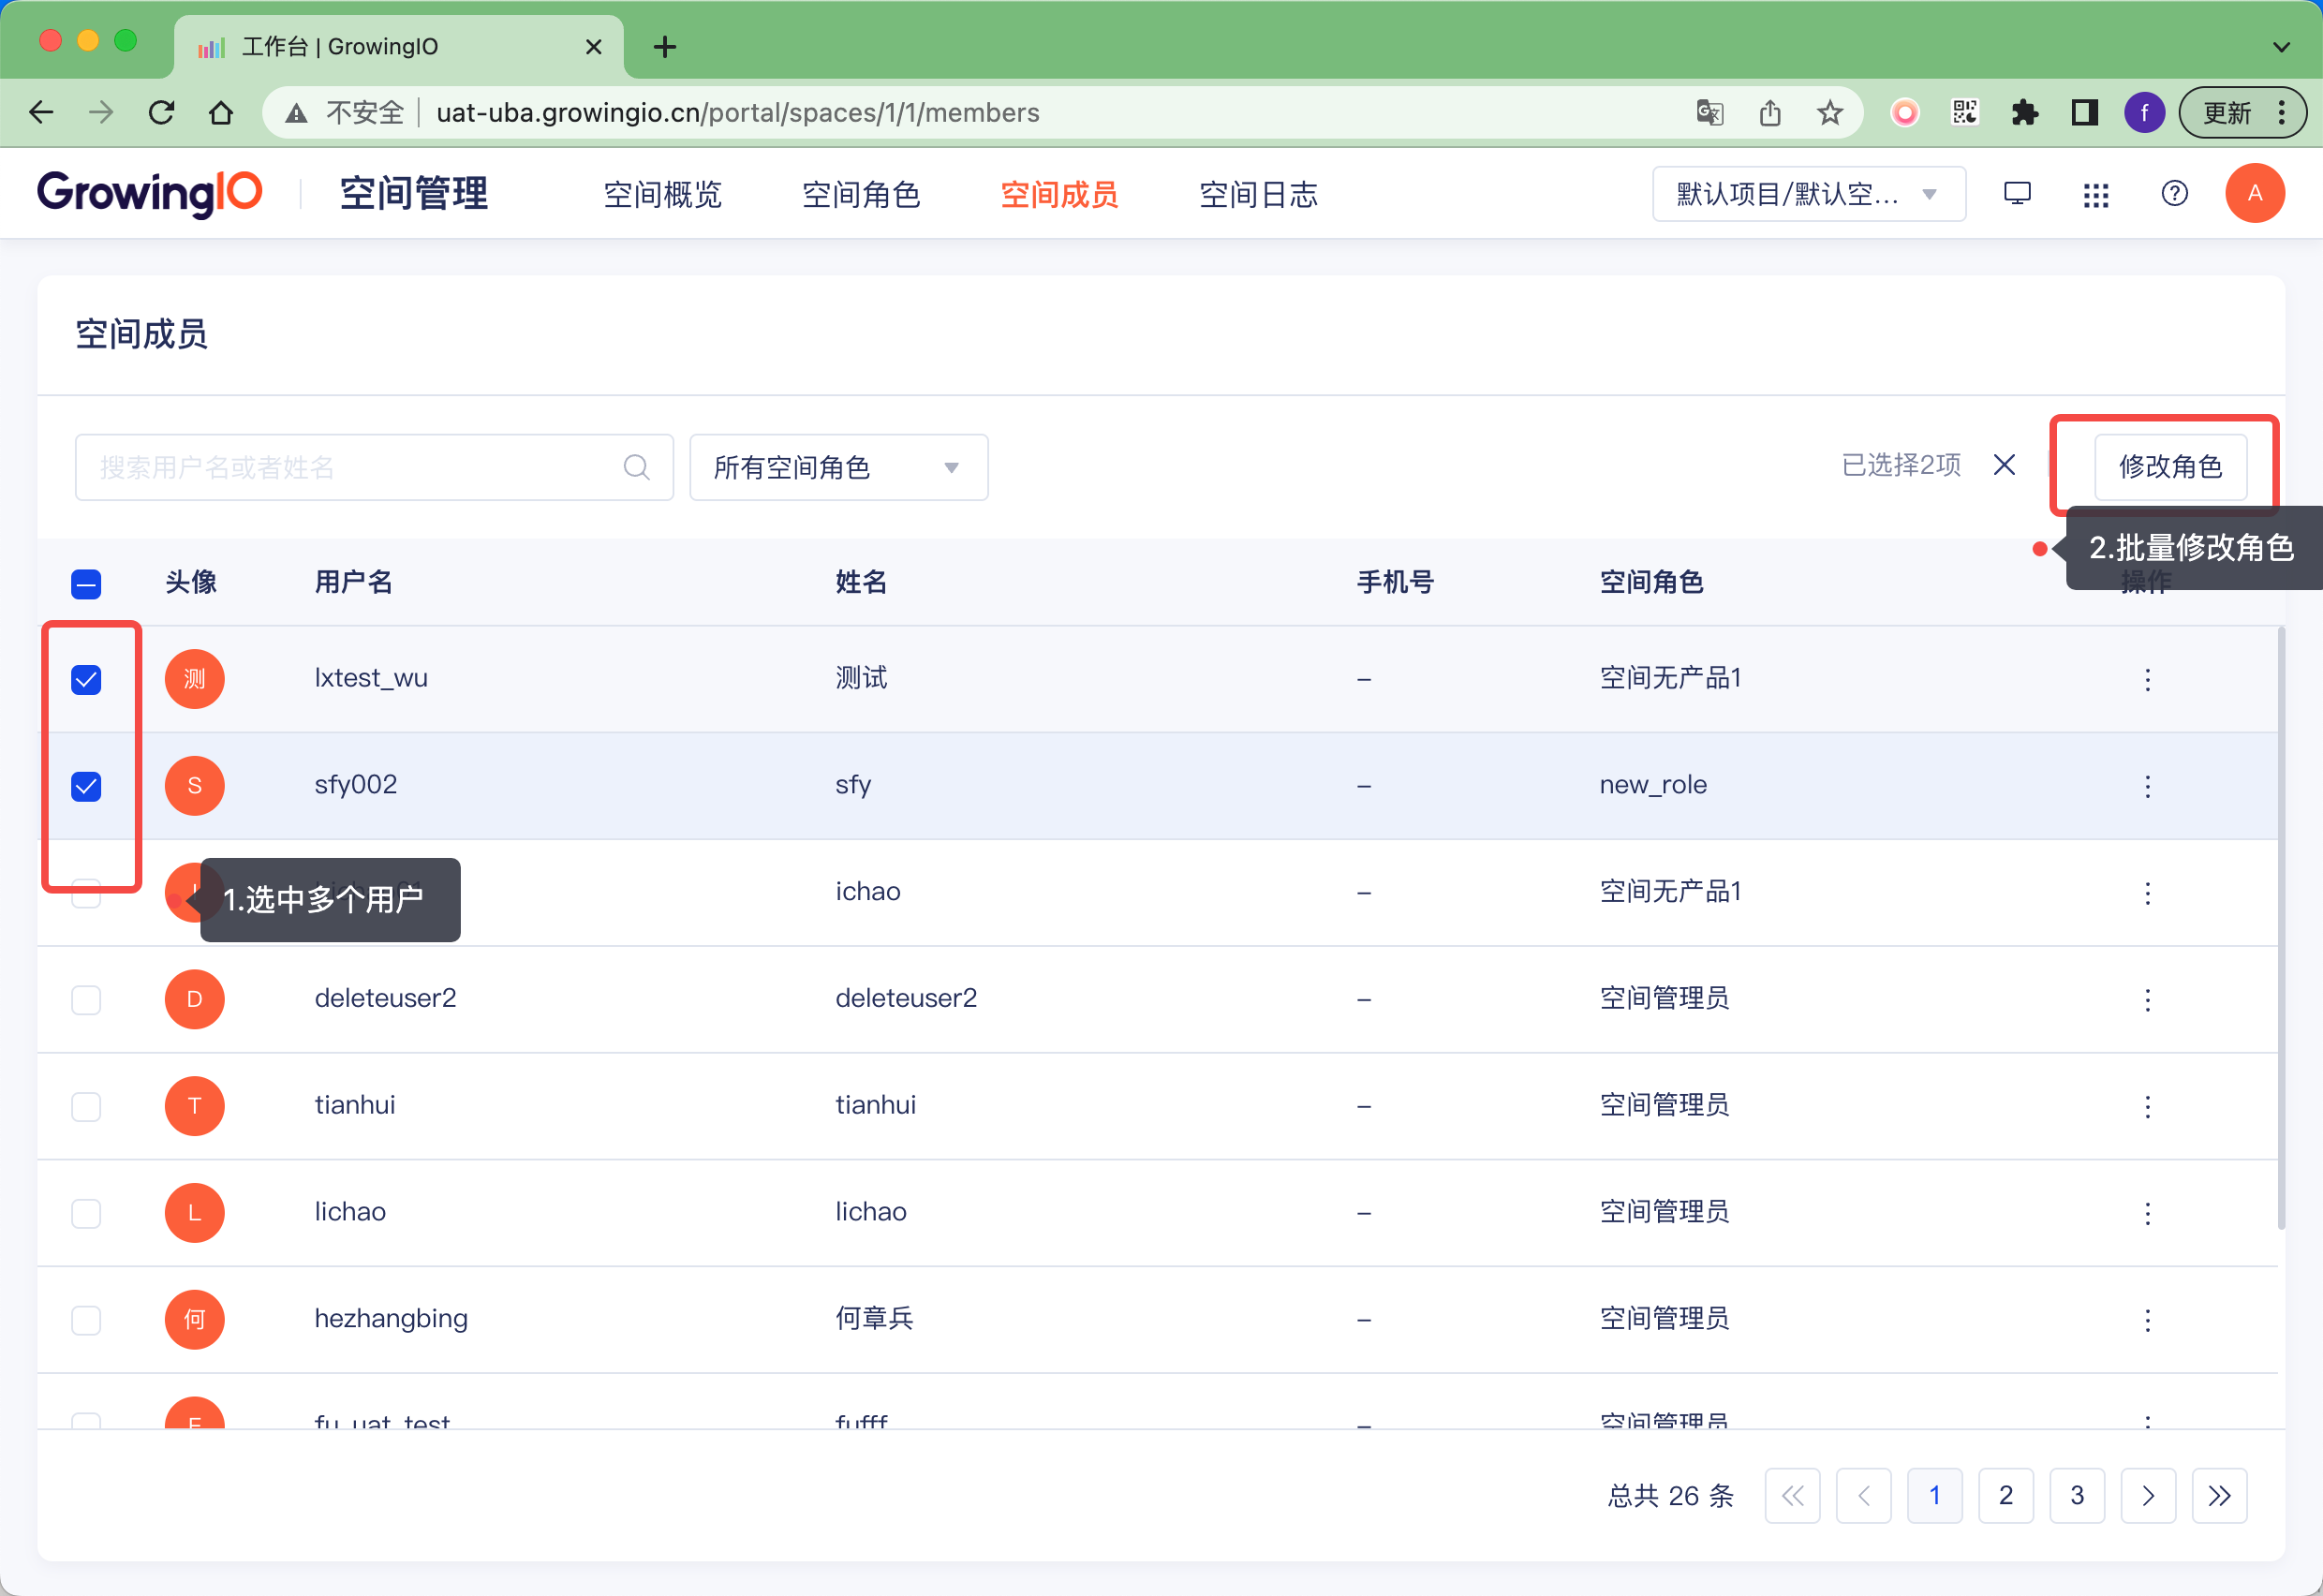 工作台 | GrowingIO
不安全 uat-uba.growingio.cn/portal/spaces/1/1/members
f
更新
GrowingIO
空间管理
空间概览
空间角色
空间成员
空间日志
默认项目/默认空...
A
空间成员
搜索用户名或者姓名
所有空间角色
已选择2项
修改角色
2.批量修改角色
头像 用户名 姓名 手机号 空间角色 操作
测 lxtest_wu 测试 – 空间无产品1
S sfy002 sfy – new_role
ichao – 空间无产品1
1.选中多个用户
D deleteuser2 deleteuser2 – 空间管理员
T tianhui tianhui – 空间管理员
L lichao lichao – 空间管理员
何 hezhangbing 何章兵 – 空间管理员
fu_uat_test fufff – 空间管理员
总共 26 条 1 2 3